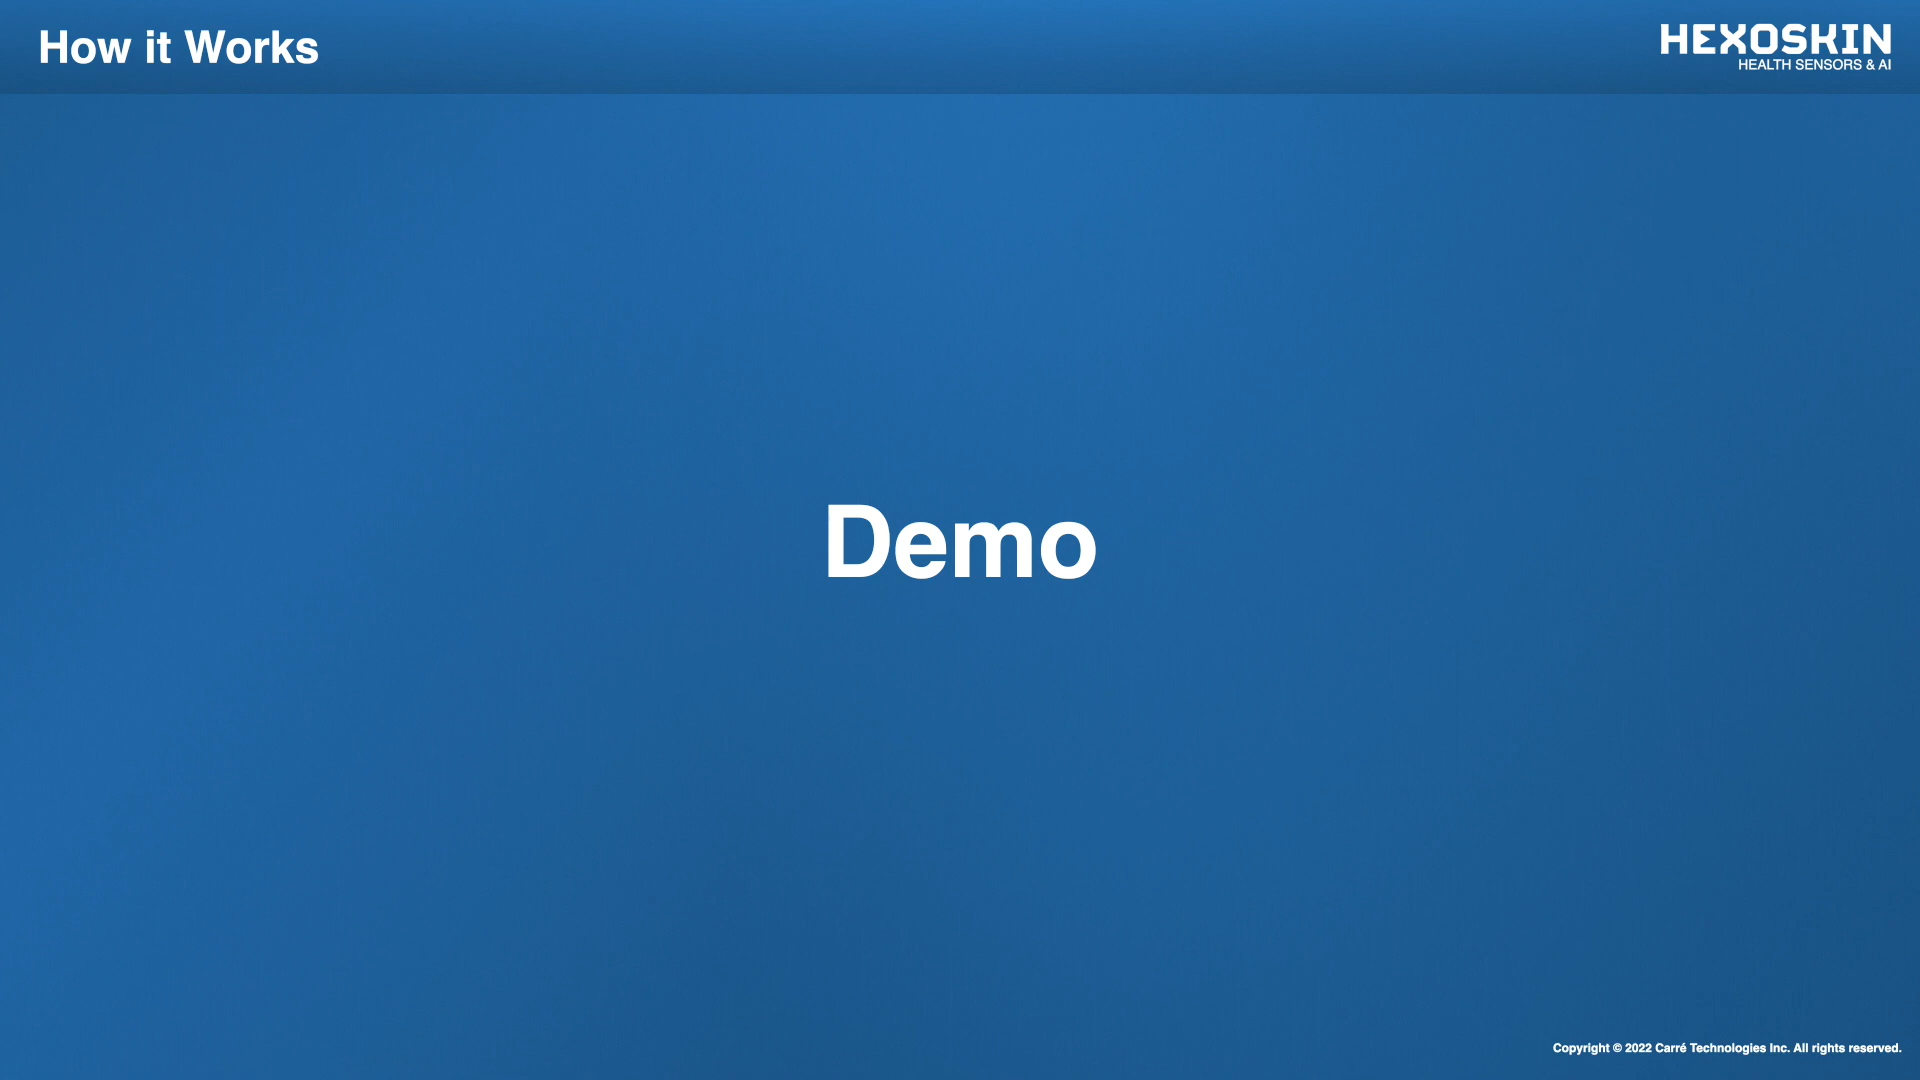 How it Works
HEXOSKIN
HEALTH SENSORS & AI
Demo
Copyright © 2022 Carré Technologies Inc. All rights reserved.